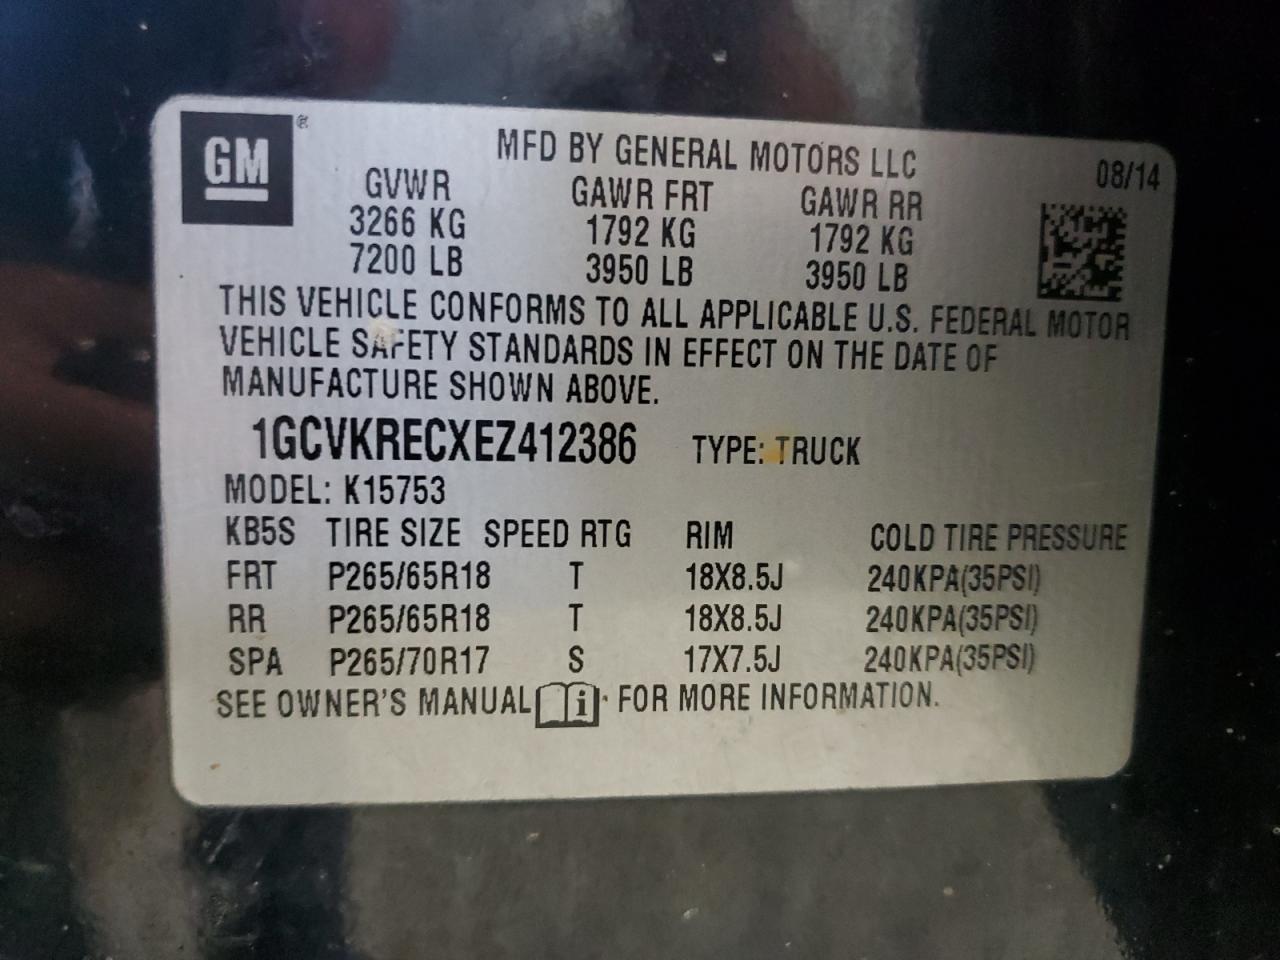 GM®
MFD BY GENERAL MOTORS LLC
08/14
GVWR GAWR FRT GAWR RR
3266 KG 1792 KG 1792 KG
7200 LB 3950 LB 3950 LB
THIS VEHICLE CONFORMS TO ALL APPLICABLE U.S. FEDERAL MOTOR
VEHICLE SAFETY STANDARDS IN EFFECT ON THE DATE OF
MANUFACTURE SHOWN ABOVE.
1GCVKRECXEZ412386 TYPE: TRUCK
MODEL: K15753
KB5S TIRE SIZE SPEED RTG RIM COLD TIRE PRESSURE
FRT P265/65R18 T 18X8.5J 240KPA(35PSI)
RR P265/65R18 T 18X8.5J 240KPA(35PSI)
SPA P265/70R17 S 17X7.5J 240KPA(35PSI)
SEE OWNER'S MANUAL i FOR MORE INFORMATION.